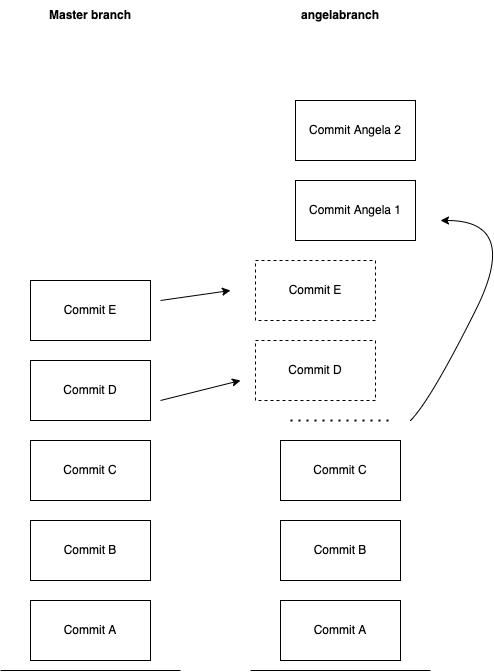 Master branch
angelabranch
Commit Angela 2
Commit Angela 1
Commit E
Commit E
Commit D
Commit D
Commit C
Commit C
Commit B
Commit B
Commit A
Commit A